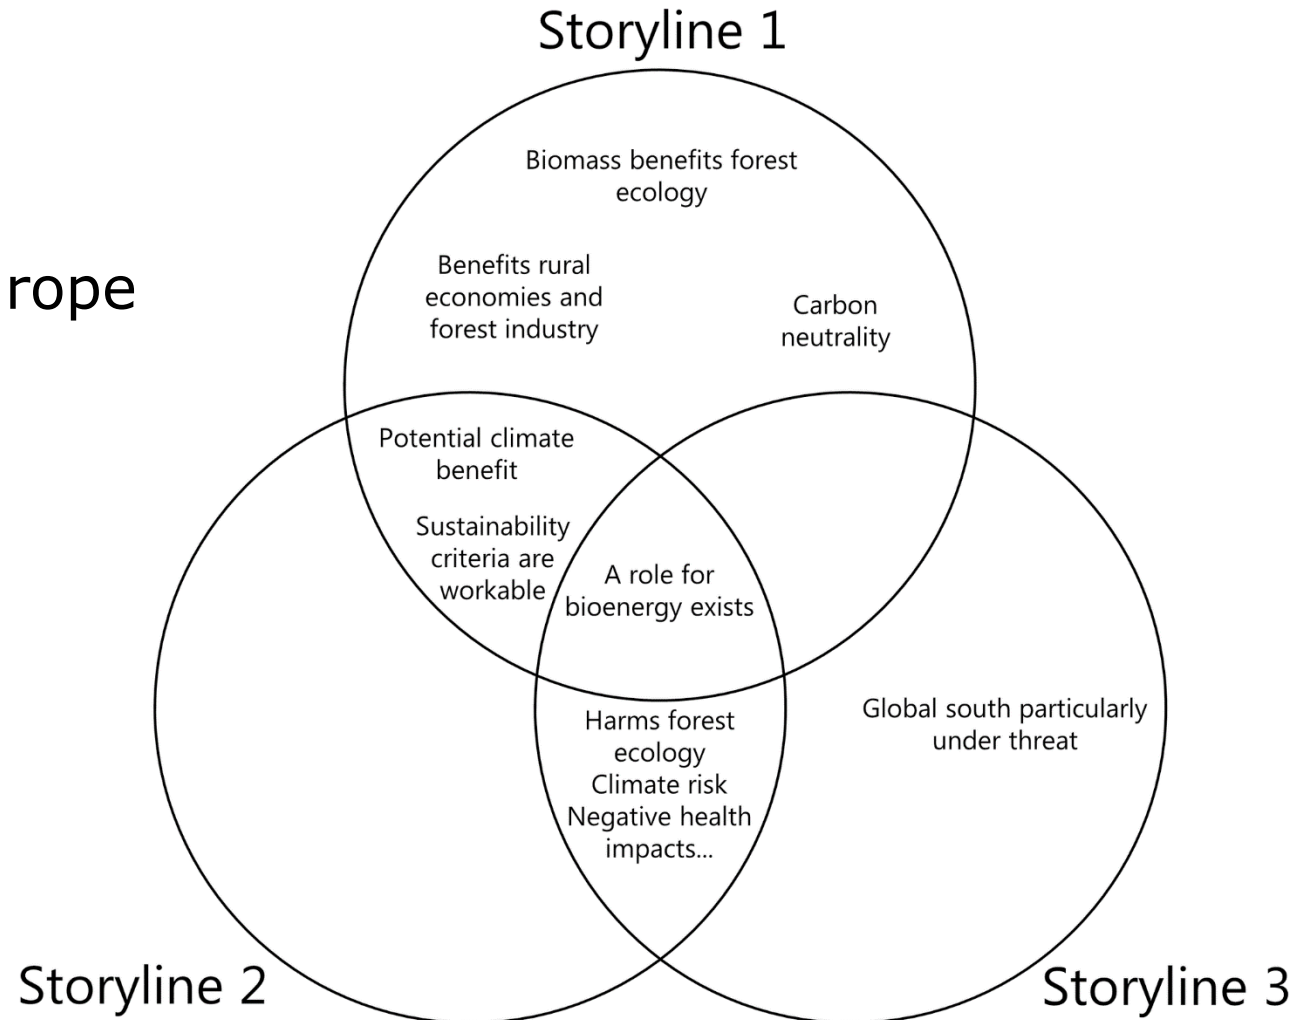 Storyline 1
Biomass benefits forest
ecology
Benefits rural
economies and
forest industry
rope
Carbon
neutrality
Potential climate
benefit
Sustainability
criteria are
workable
A role for
bioenergy exists
Harms forest
ecology
Climate risk
Negative health
impacts...
Global south particularly
under threat
Storyline 2
Storyline 3